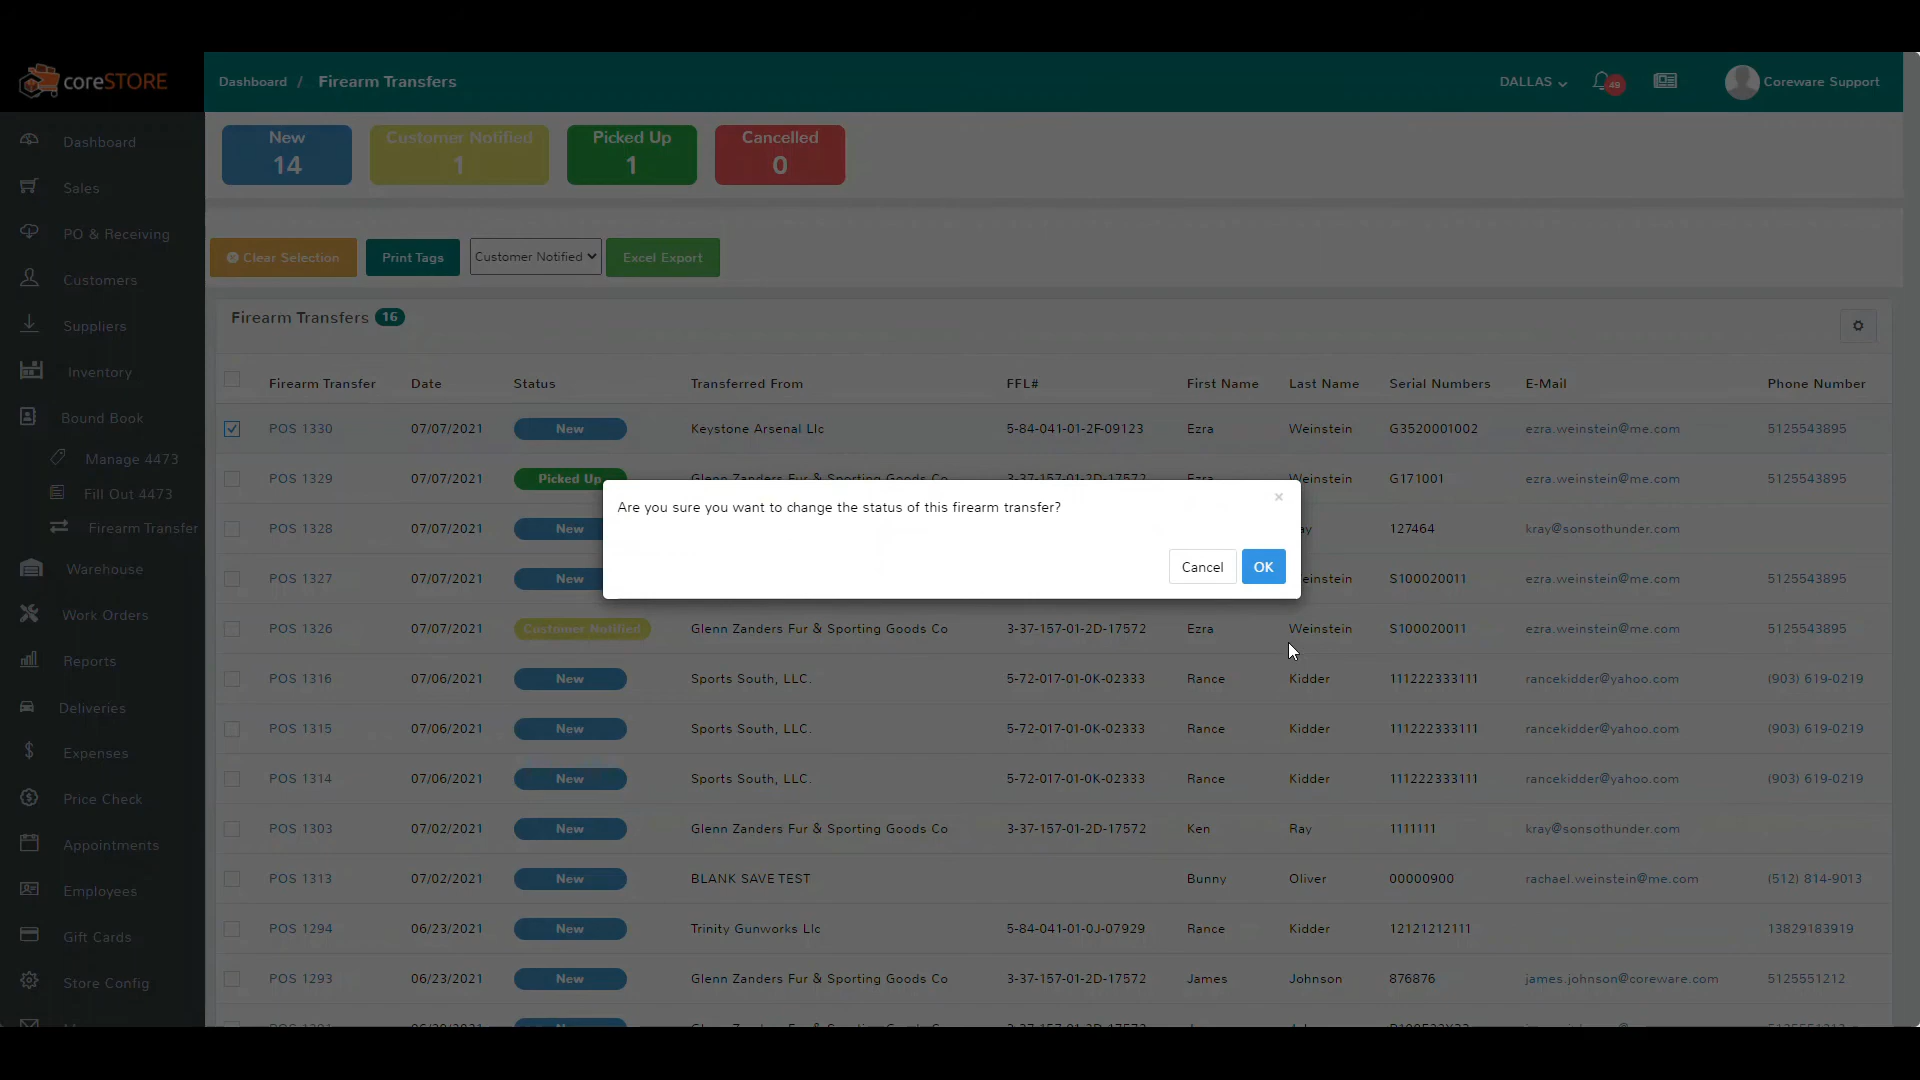 coreSTORE
Dashboard / Firearm Transfers
DALLAS
49
Coreware Support
Dashboard
Sales
PO & Receiving
Customers
Suppliers
Inventory
Bound Book
Manage 4473
Fill Out 4473
Firearm Transfer
Warehouse
Work Orders
Reports
Deliveries
Expenses
Price Check
Appointments
Employees
Gift Cards
Store Config
New
14
Customer Notified
1
Picked Up
1
Cancelled
0
Clear Selection
Print Tags
Customer Notified
Excel Export
Firearm Transfers 16
Firearm Transfer Date Status Transferred From FFL# First Name Last Name Serial Numbers E-Mail Phone Number
POS 1330 07/07/2021 New Keystone Arsenal Llc 5-84-041-01-2F-09123 Ezra Weinstein G3520001002 ezra.weinstein@me.com 5125543895
POS 1329 07/07/2021 Picked Up Glenn Zanders Fur & Sporting Goods Co 3-37-157-01-2D-17572 Ezra Weinstein G171001 ezra.weinstein@me.com 5125543895
Are you sure you want to change the status of this firearm transfer?
×
Cancel
OK
POS 1328 07/07/2021 New 127464 kray@sonsothunder.com
POS 1327 07/07/2021 New einstein S100020011 ezra.weinstein@me.com 5125543895
POS 1326 07/07/2021 Customer Notified Glenn Zanders Fur & Sporting Goods Co 3-37-157-01-2D-17572 Ezra Weinstein S100020011 ezra.weinstein@me.com 5125543895
POS 1316 07/06/2021 New Sports South, LLC. 5-72-017-01-0K-02333 Rance Kidder 111222333111 rancekidder@yahoo.com (903) 619-0219
POS 1315 07/06/2021 New Sports South, LLC. 5-72-017-01-0K-02333 Rance Kidder 111222333111 rancekidder@yahoo.com (903) 619-0219
POS 1314 07/06/2021 New Sports South, LLC. 5-72-017-01-0K-02333 Rance Kidder 111222333111 rancekidder@yahoo.com (903) 619-0219
POS 1303 07/02/2021 New Glenn Zanders Fur & Sporting Goods Co 3-37-157-01-2D-17572 Ken Ray 1111111 kray@sonsothunder.com
POS 1313 07/02/2021 New BLANK SAVE TEST Bunny Oliver 00000900 rachael.weinstein@me.com (512) 814-9013
POS 1294 06/23/2021 New Trinity Gunworks Llc 5-84-041-01-0J-07929 Rance Kidder 12121212111 13829183919
POS 1293 06/23/2021 New Glenn Zanders Fur & Sporting Goods Co 3-37-157-01-2D-17572 James Johnson 876876 james.johnson@coreware.com 5125551212